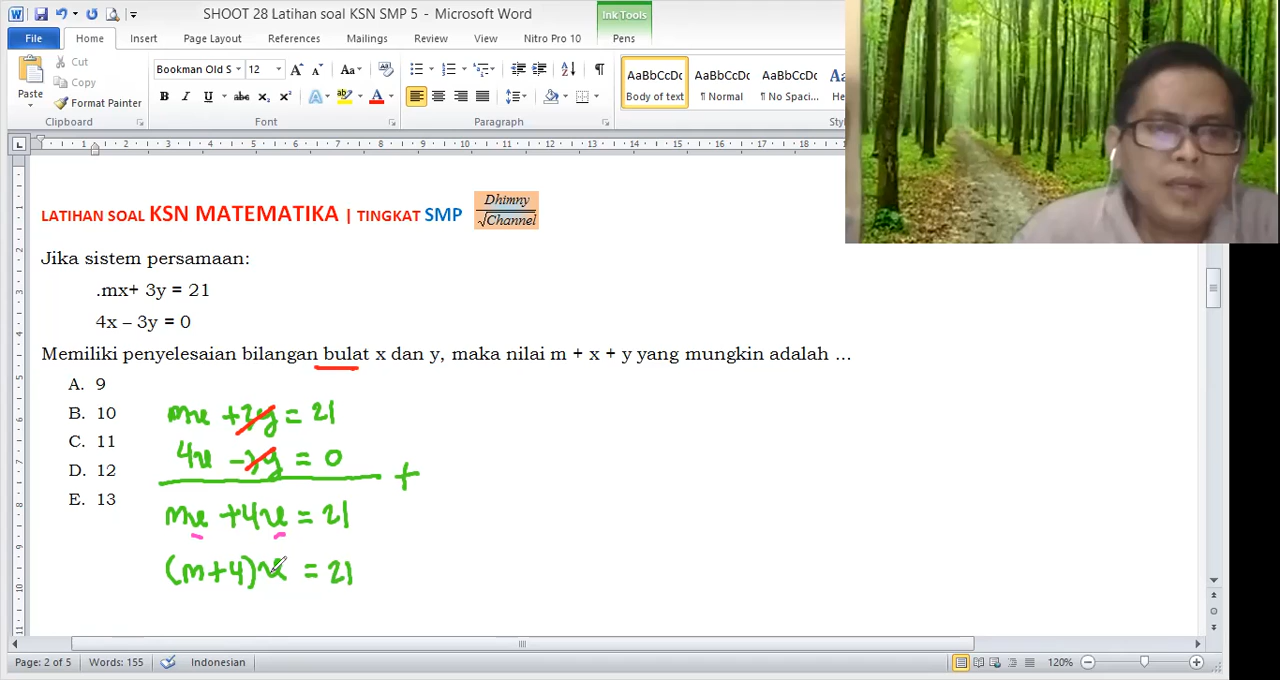 SHOOT 28 Latihan soal KSN SMP 5 - Microsoft Word
Ink Tools
File Home Insert Page Layout References Mailings Review View Nitro Pro 10 Pens
Cut
Copy
Format Painter
Paste
Bookman Old S 12
AaBbCcDc AaBbCcDc AaBbCcDc
Body of text ¶ Normal ¶ No Spaci...
Clipboard Font Paragraph
LATIHAN SOAL KSN MATEMATIKA | TINGKAT SMP
Dhimny
√Channel
Jika sistem persamaan:
.mx+ 3y = 21
4x – 3y = 0
Memiliki penyelesaian bilangan bulat x dan y, maka nilai m + x + y yang mungkin adalah ...
A. 9
B. 10
C. 11
D. 12
E. 13
mx + 3y = 21
4x - 3y = 0
+
mx + 4x = 21
(m+4)x = 21
Page: 2 of 5 Words: 155 Indonesian 120%